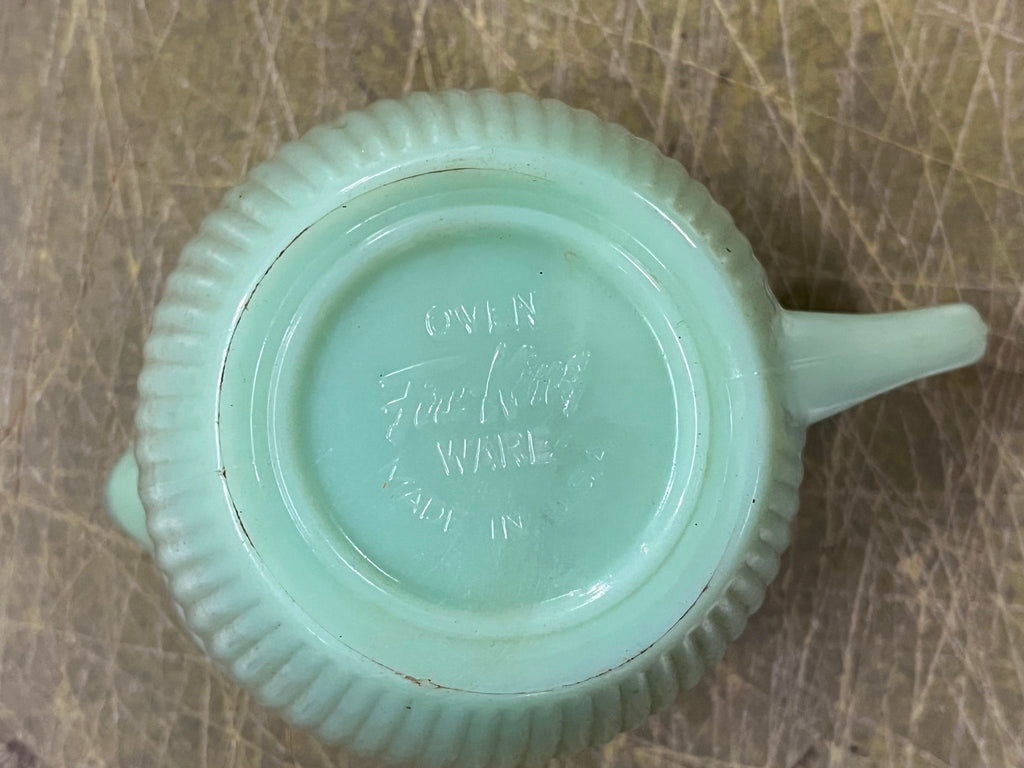 OVEN
Fire-King
WARE
MADE IN U.S.A